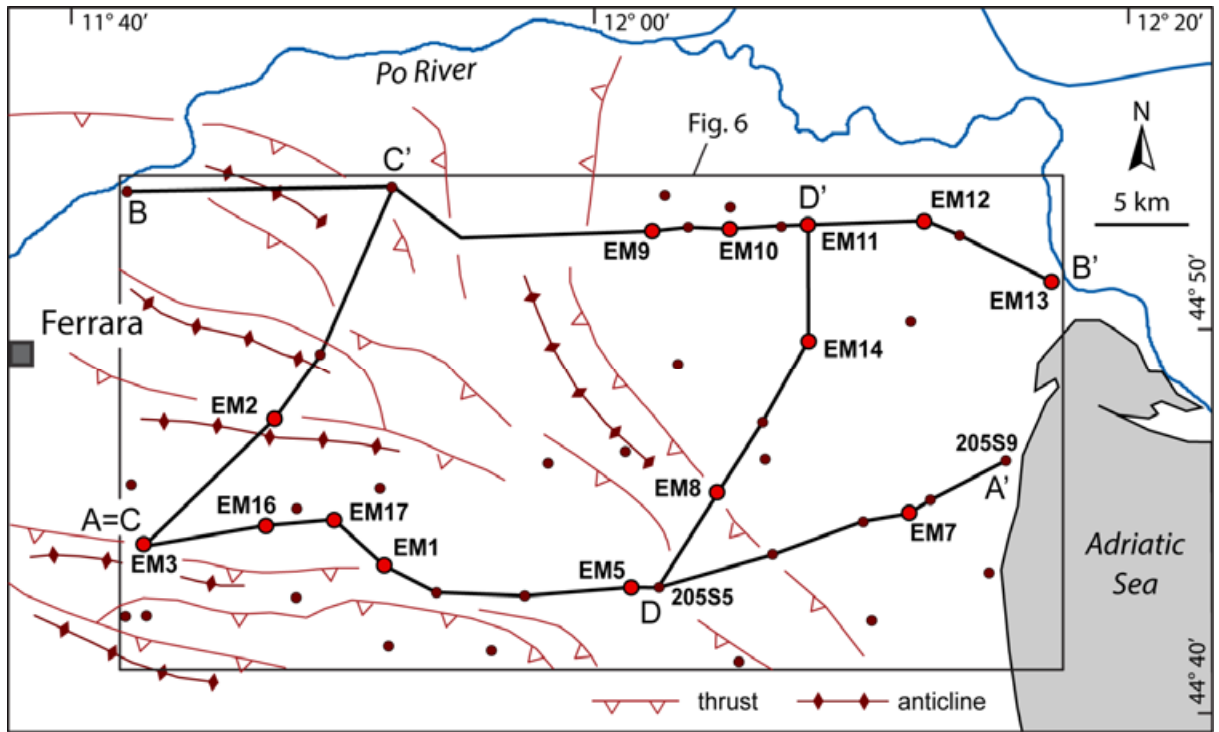 11° 40′
12° 00′
12° 20′
Po River
Fig. 6
N
5 km
C’
B
D’
EM12
EM9
EM10
EM11
B’
EM13
44° 50′
Ferrara
EM14
EM2
205S9
A’
EM8
EM16
EM17
A=C
EM3
EM7
EM1
EM5
D
205S5
Adriatic
Sea
44° 40′
thrust
anticline